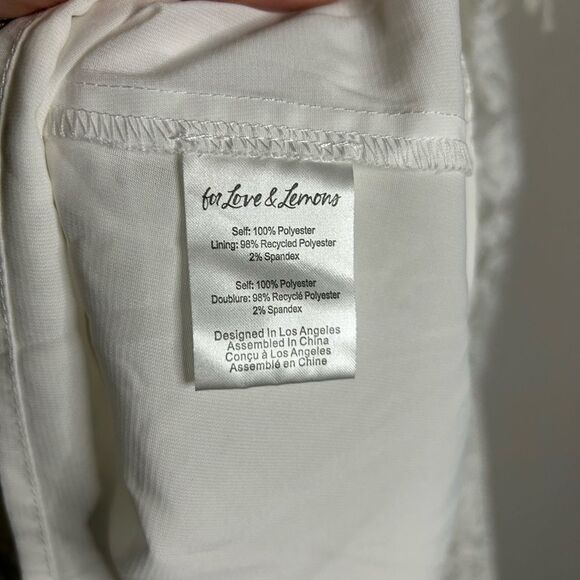 for Love & Lemons
Self: 100% Polyester
Lining: 98% Recycled Polyester
2% Spandex
Self: 100% Polyester
Doublure: 98% Recyclé Polyester
2% Spandex
Designed In Los Angeles
Assembled In China
Conçu à Los Angeles
Assemblé en Chine